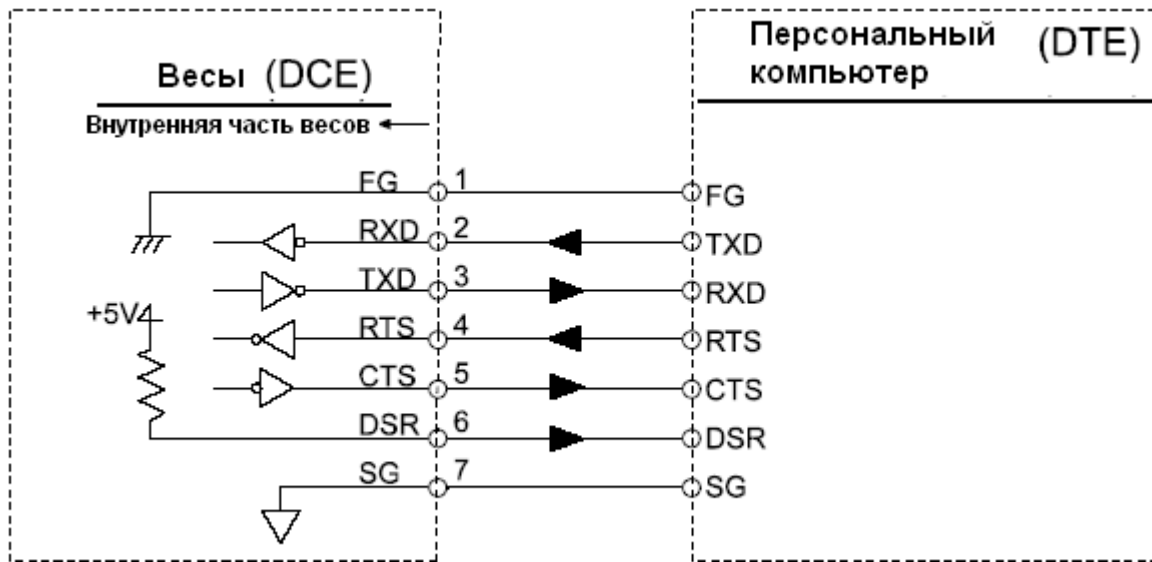 Весы (DCE)
Внутренняя часть весов
Персональный (DTE)
компьютер
FG 1 FG
RXD 2 TXD
TXD 3 RXD
+5V
RTS 4 RTS
CTS 5 CTS
DSR 6 DSR
SG 7 SG